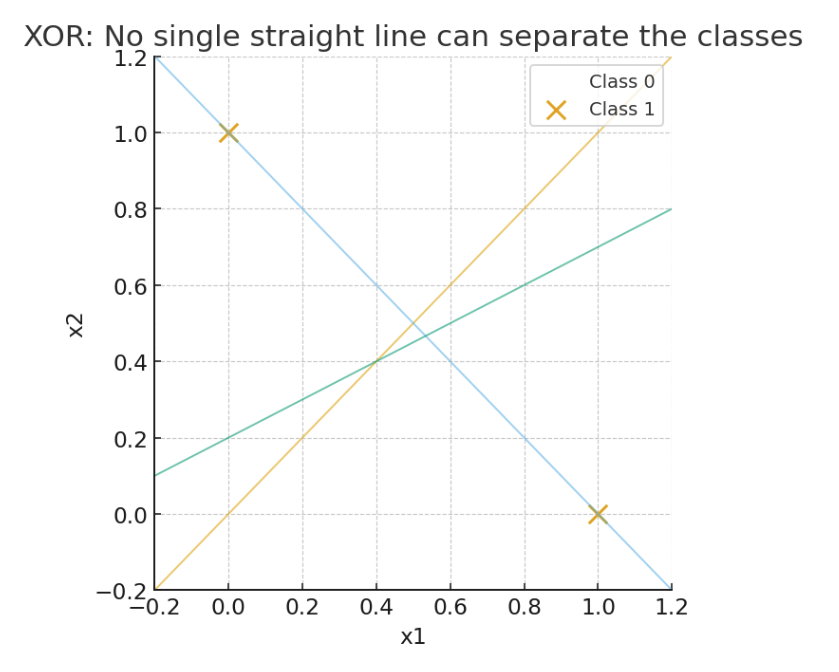 XOR: No single straight line can separate the classes
Class 0
Class 1
1.2
1.0
0.8
0.6
0.4
0.2
0.0
−0.2
x2
−0.2 0.0 0.2 0.4 0.6 0.8 1.0 1.2
x1